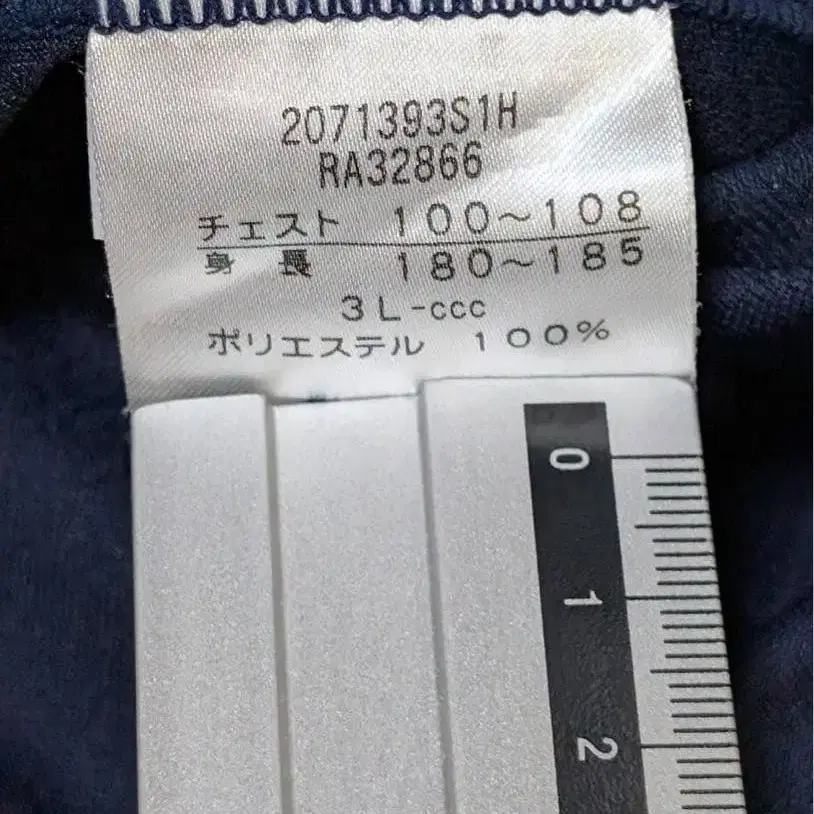 2071393S1H
RA32866
チェスト 100～108
身長 180～185
3L-ccc
ポリエステル 100%
0
1
2